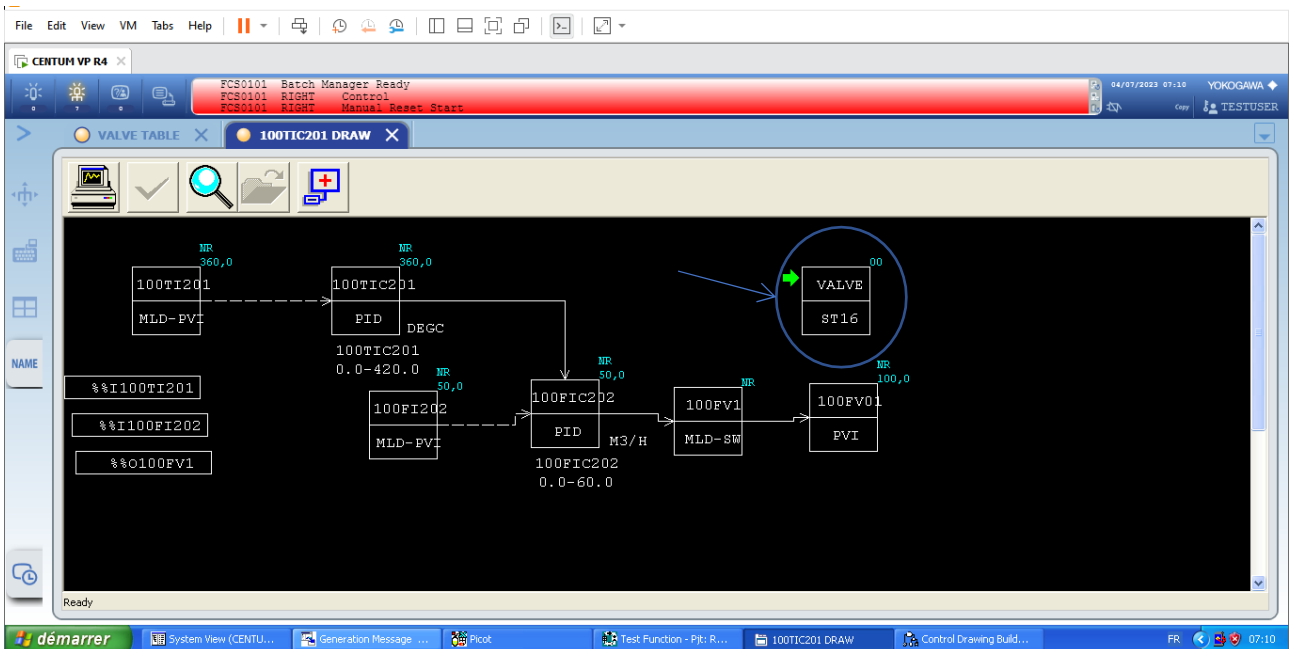 File Edit View VM Tabs Help
CENTUM VP R4
FCS0101 Batch Manager Ready
FCS0101 RIGHT Control
FCS0101 RIGHT Manual Reset Start
04/07/2023 07:10 YOKOGAWA
Copy TESTUSER
VALVE TABLE
100TIC201 DRAW
NR
360,0
100TI201
MLD-PVI
NR
360,0
100TIC201
PID
DEGC
100TIC201
0.0-420.0
00
VALVE
ST16
NAME
%%I100TI201
%%I100FI202
%%O100FV1
NR
50,0
100FI202
MLD-PVI
NR
50,0
100FIC202
PID
M3/H
100FIC202
0.0-60.0
NR
100FV1
MLD-SW
NR
100,0
100FV01
PVI
Ready
démarrer
System View (CENTU...
Generation Message ...
Picot
Test Function - Pjt: R...
100TIC201 DRAW
Control Drawing Build...
FR
07:10